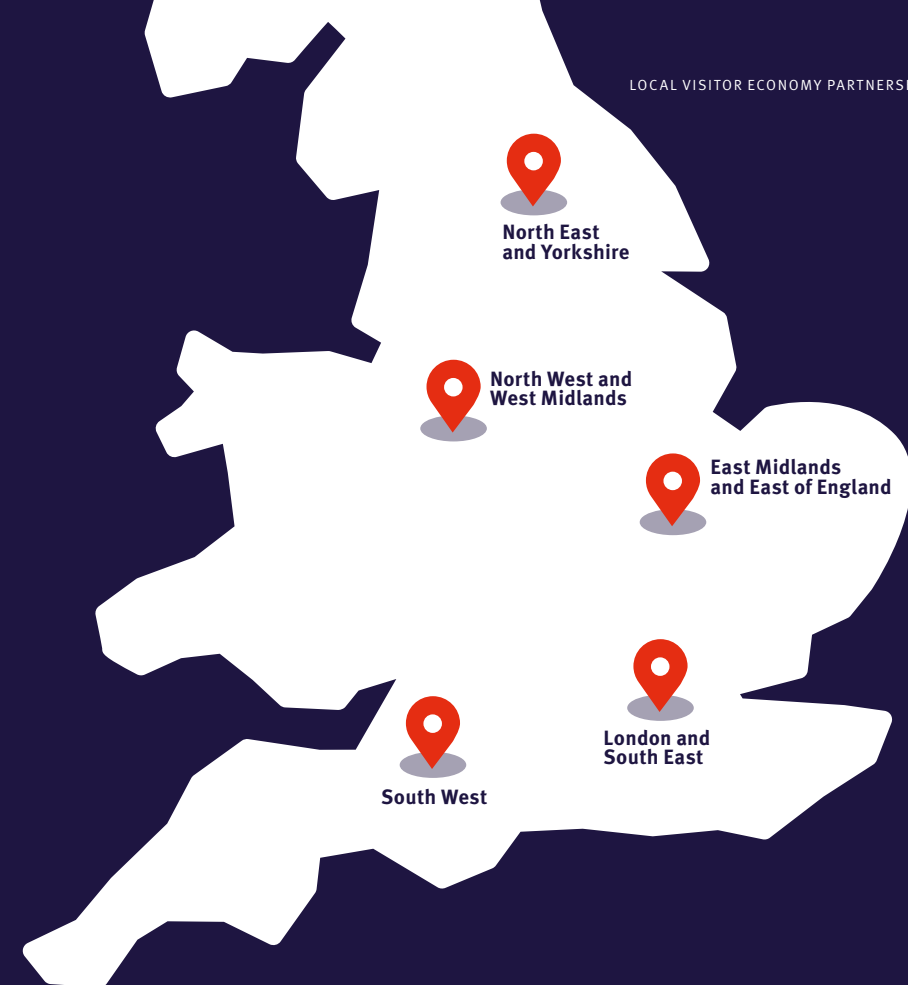 LOCAL VISITOR ECONOMY
North East
and Yorkshire
North West and
West Midlands
East Midlands
and East of England
London and
South East
South West